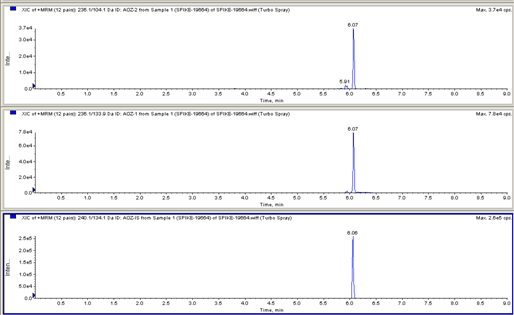 XIC of +MRM (12 pairs): 236.1/104.1 Da ID: AOZ-2 from Sample 1 (SPIKE-19664) of SPIKE-19664.wiff (Turbo Spray) Max. 3.7e4 cps.
6.07
3.7e4
3.0e4
2.0e4
1.0e4
0.0
5.91
0.5 1.0 1.5 2.0 2.5 3.0 3.5 4.0 4.5 5.0 5.5 6.0 6.5 7.0 7.5 8.0 8.5 9.0
Time, min
XIC of +MRM (12 pairs): 236.1/133.9 Da ID: AOZ-1 from Sample 1 (SPIKE-19664) of SPIKE-19664.wiff (Turbo Spray) Max. 7.8e4 cps.
6.07
7.8e4
6.0e4
4.0e4
2.0e4
0.0
0.5 1.0 1.5 2.0 2.5 3.0 3.5 4.0 4.5 5.0 5.5 6.0 6.5 7.0 7.5 8.0 8.5 9.0
Time, min
XIC of +MRM (12 pairs): 240.1/134.1 Da ID: AOZ-IS from Sample 1 (SPIKE-19664) of SPIKE-19664.wiff (Turbo Spray) Max. 2.6e5 cps.
6.06
2.5e5
2.0e5
1.5e5
1.0e5
5.0e4
0.0
0.5 1.0 1.5 2.0 2.5 3.0 3.5 4.0 4.5 5.0 5.5 6.0 6.5 7.0 7.5 8.0 8.5 9.0
Time, min
Inte...
Inte...
Inten...